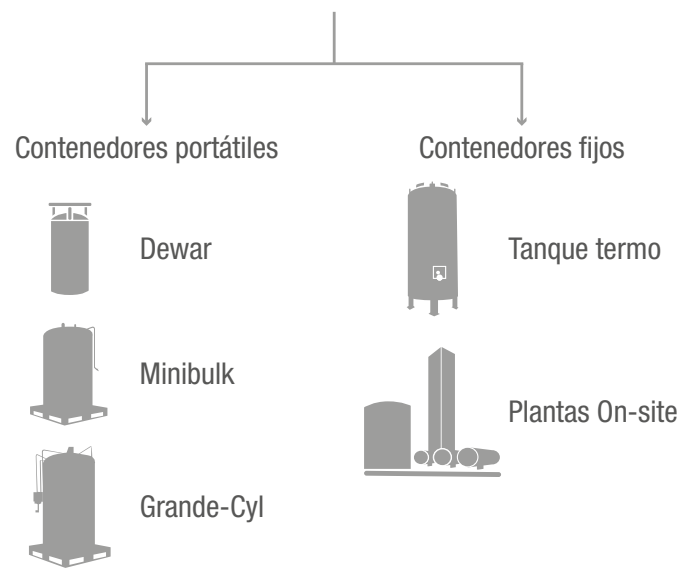 Contenedores portátiles
Dewar
Minibulk
Grande-Cyl
Contenedores fijos
Tanque termo
Plantas On-site